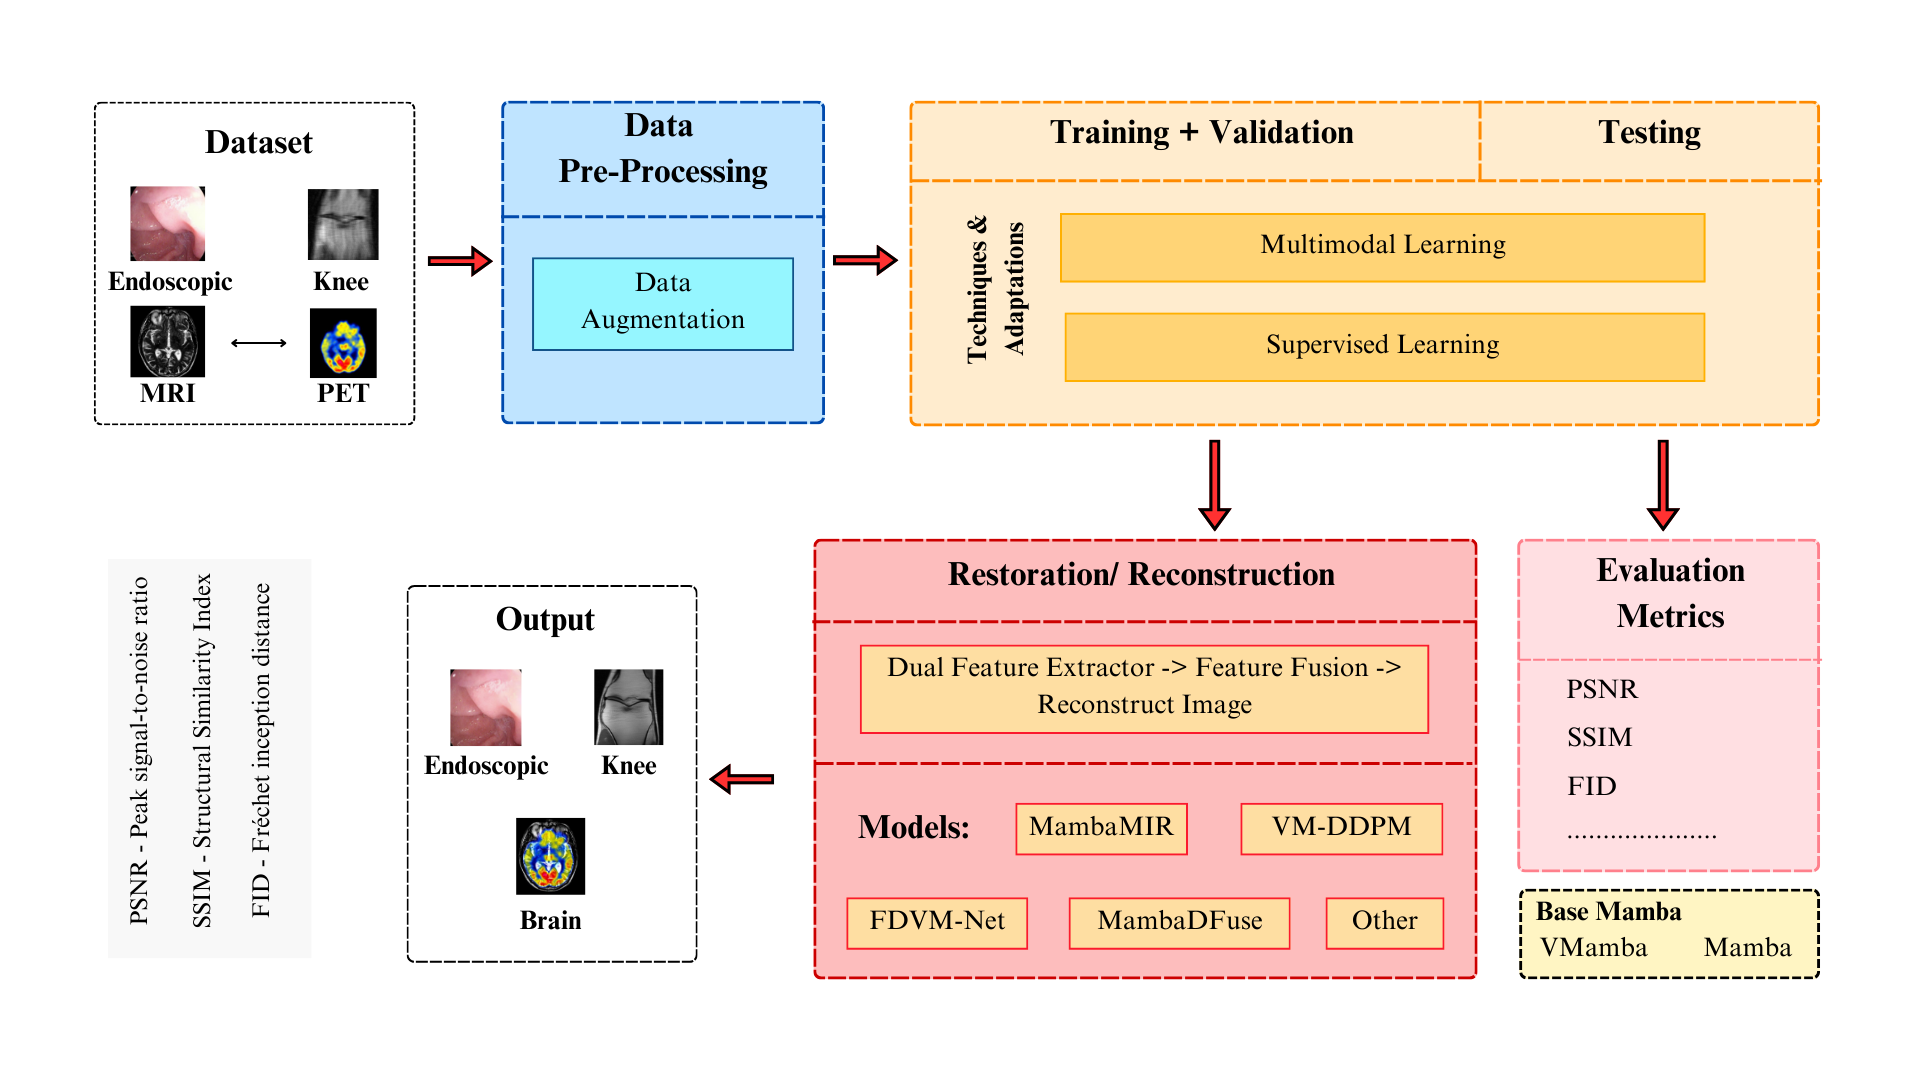 Dataset
Endoscopic
Knee
MRI
PET
Data
Pre-Processing
Data
Augmentation
Training + Validation
Testing
Techniques &
Adaptations
Multimodal Learning
Supervised Learning
Restoration/ Reconstruction
Dual Feature Extractor -> Feature Fusion ->
Reconstruct Image
Models:
MambaMIR
VM-DDPM
FDVM-Net
MambaDFuse
Other
Evaluation
Metrics
PSNR
SSIM
FID
.....................
Base Mamba
VMamba
Mamba
Output
Endoscopic
Knee
Brain
PSNR - Peak signal-to-noise ratio
SSIM - Structural Similarity Index
FID - Fréchet inception distance